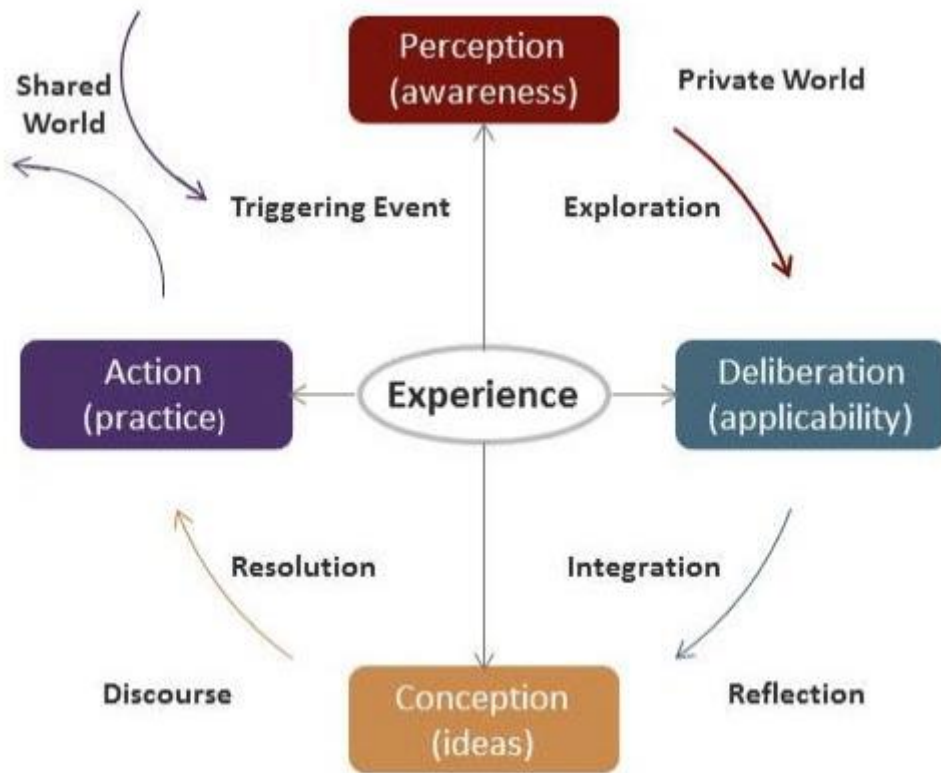 Perception
(awareness)
Shared
World
Private World
Triggering Event
Exploration
Action
(practice)
Experience
Deliberation
(applicability)
Resolution
Integration
Discourse
Conception
(ideas)
Reflection